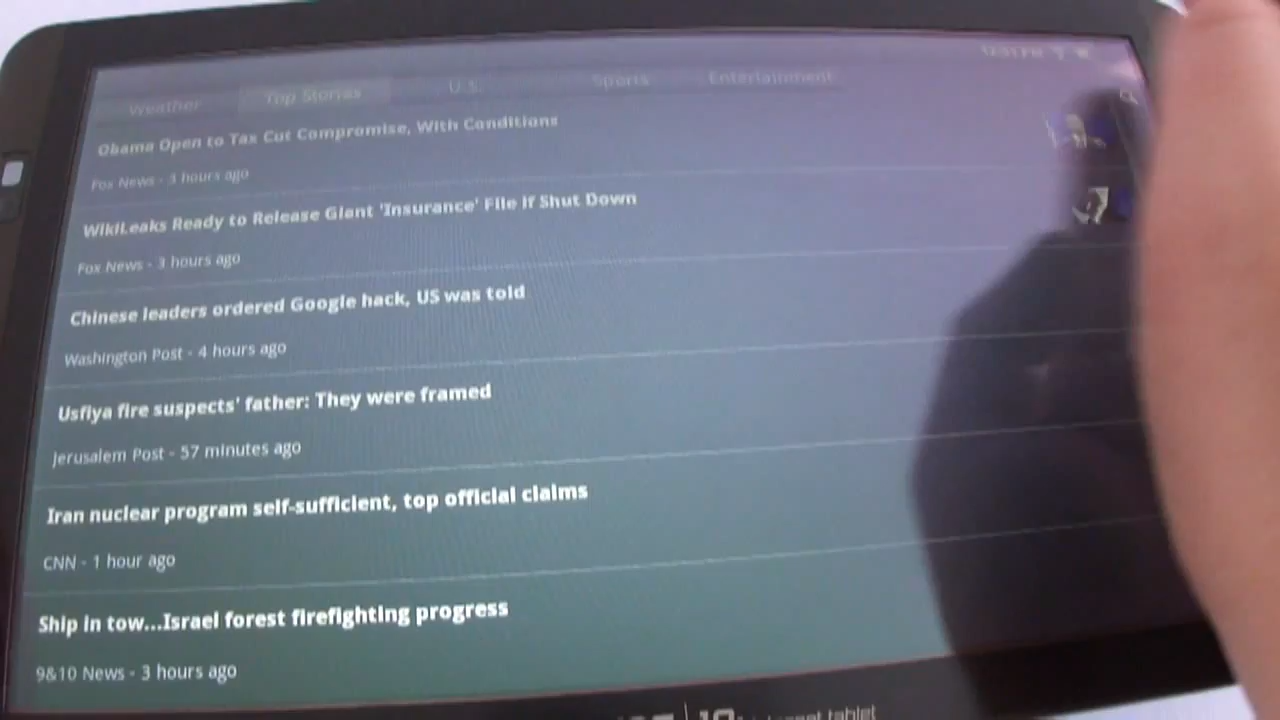 Weather Top Stories U.S. Sports Entertainment
Obama Open to Tax Cut Compromise, With Conditions
Fox News - 3 hours ago
WikiLeaks Ready to Release Giant 'Insurance' File if Shut Down
Fox News - 3 hours ago
Chinese leaders ordered Google hack, US was told
Washington Post - 4 hours ago
Usfiya fire suspects' father: They were framed
Jerusalem Post - 57 minutes ago
Iran nuclear program self-sufficient, top official claims
CNN - 1 hour ago
Ship in tow...Israel forest firefighting progress
9&10 News - 3 hours ago
tablet